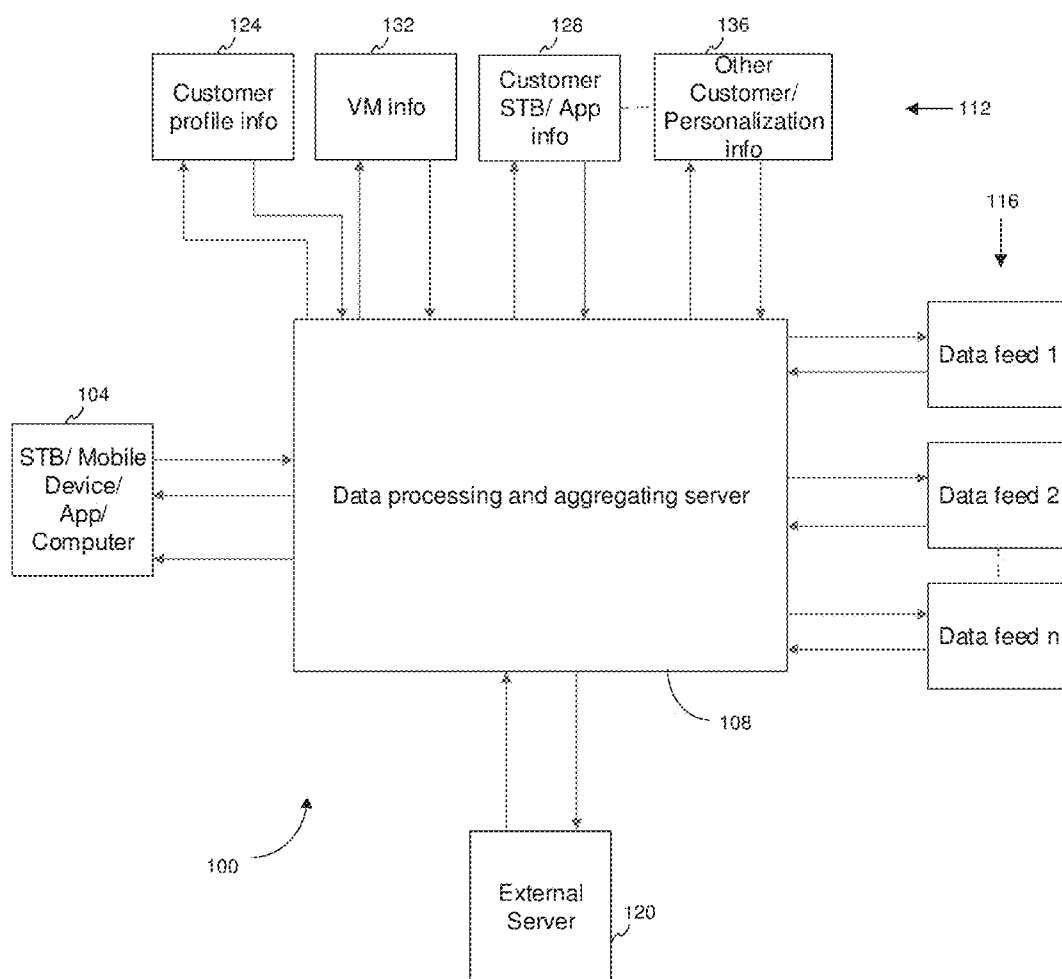 124
132
128
136
Customer
profile info
VM info
Customer
STB/ App
info
Other
Customer/
Personalization
info
112
116
Data feed 1
104
STB/ Mobile
Device/
App/
Computer
Data processing and aggregating server
Data feed 2
Data feed n
108
100
External
Server
120